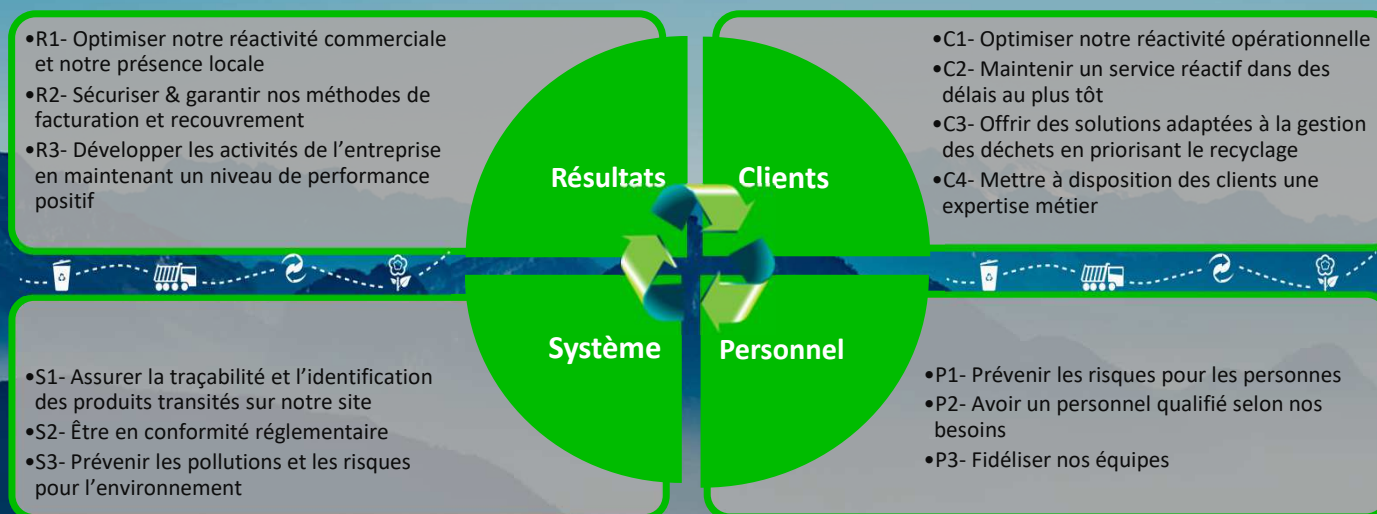 •R1- Optimiser notre réactivité commerciale
et notre présence locale
•R2- Sécuriser & garantir nos méthodes de
facturation et recouvrement
•R3- Développer les activités de l’entreprise
en maintenant un niveau de performance
positif
Résultats
Clients
•C1- Optimiser notre réactivité opérationnelle
•C2- Maintenir un service réactif dans des
délais au plus tôt
•C3- Offrir des solutions adaptées à la gestion
des déchets en priorisant le recyclage
•C4- Mettre à disposition des clients une
expertise métier
Système
Personnel
•S1- Assurer la traçabilité et l’identification
des produits transités sur notre site
•S2- Être en conformité réglementaire
•S3- Prévenir les pollutions et les risques
pour l’environnement
•P1- Prévenir les risques pour les personnes
•P2- Avoir un personnel qualifié selon nos
besoins
•P3- Fidéliser nos équipes